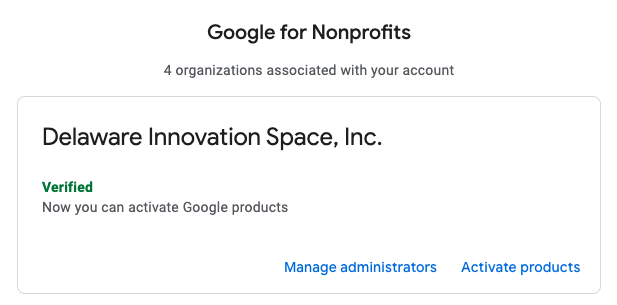 Google for Nonprofits
4 organizations associated with your account
Delaware Innovation Space, Inc.
Verified
Now you can activate Google products
Manage administrators Activate products